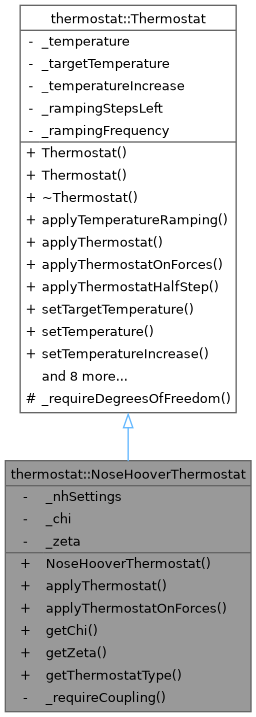 thermostat::Thermostat
- _temperature
- _targetTemperature
- _temperatureIncrease
- _rampingStepsLeft
- _rampingFrequency
+ Thermostat()
+ Thermostat()
+ ~Thermostat()
+ applyTemperatureRamping()
+ applyThermostat()
+ applyThermostatOnForces()
+ applyThermostatHalfStep()
+ setTargetTemperature()
+ setTemperature()
+ setTemperatureIncrease()
and 8 more...
# _requireDegreesOfFreedom()
thermostat::NoseHooverThermostat
- _nhSettings
- _chi
- _zeta
+ NoseHooverThermostat()
+ applyThermostat()
+ applyThermostatOnForces()
+ getChi()
+ getZeta()
+ getThermostatType()
- _requireCoupling()